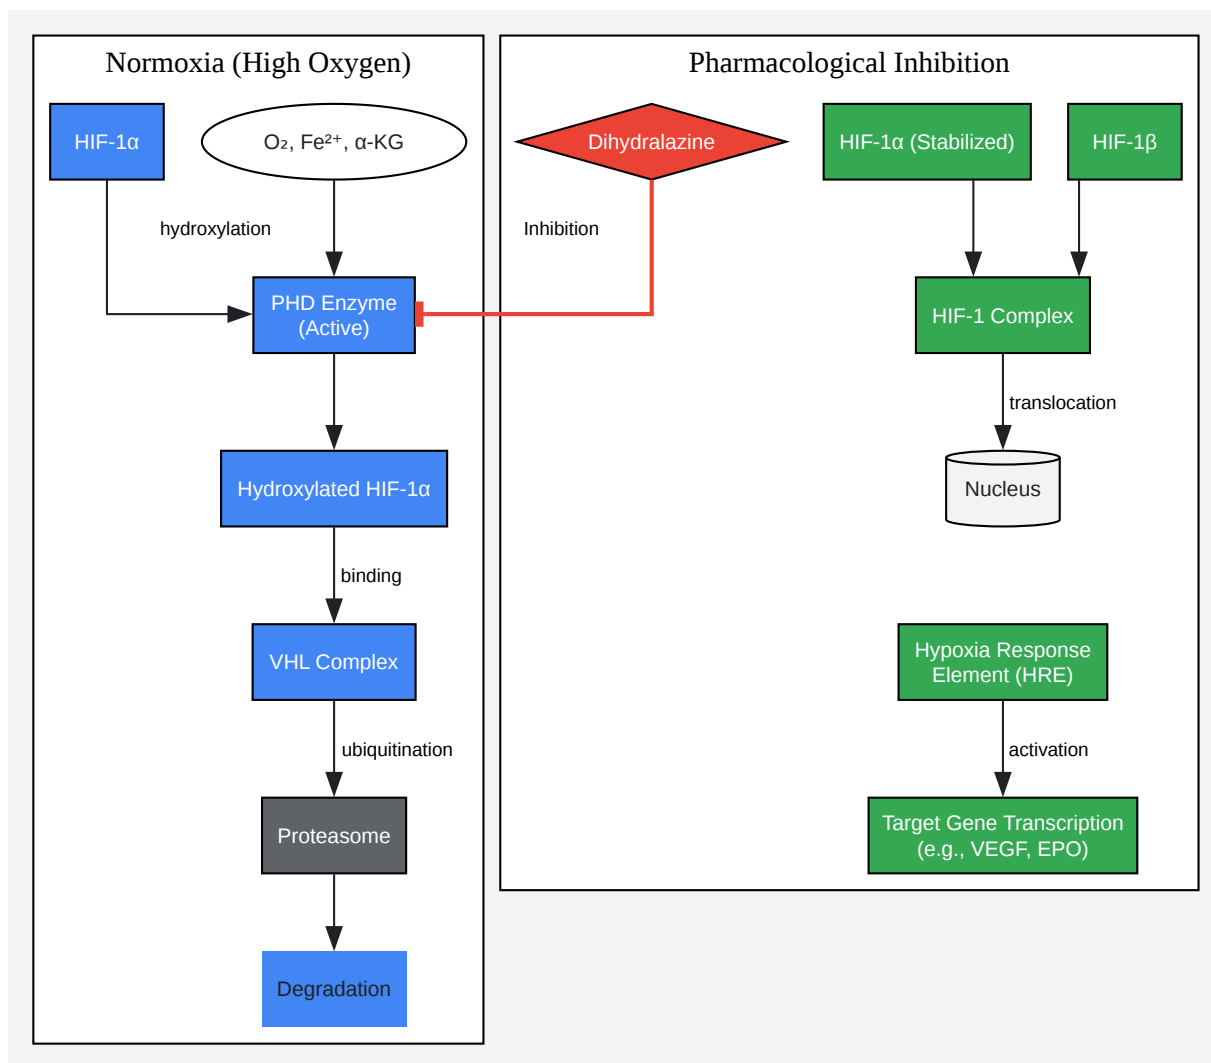 Normoxia (High Oxygen)
HIF-1α
O₂, Fe²⁺, α-KG
hydroxylation
PHD Enzyme
(Active)
Hydroxylated HIF-1α
binding
VHL Complex
ubiquitination
Proteasome
Degradation
Pharmacological Inhibition
Dihydralazine
HIF-1α (Stabilized)
HIF-1β
Inhibition
HIF-1 Complex
translocation
Nucleus
Hypoxia Response
Element (HRE)
activation
Target Gene Transcription
(e.g., VEGF, EPO)